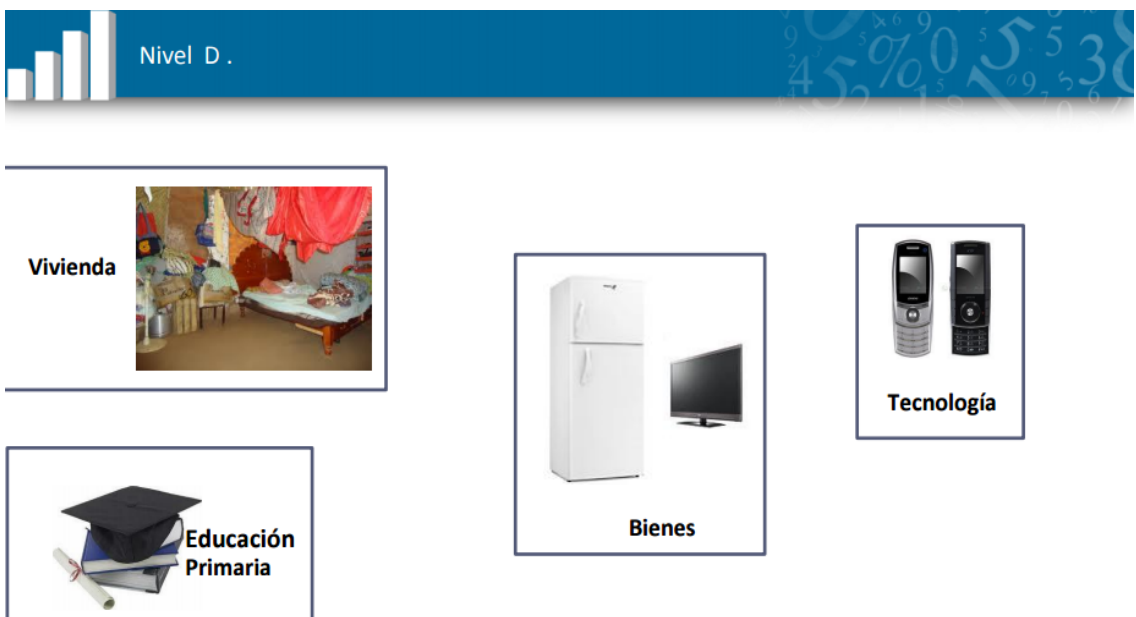 Nivel D .
Vivienda
Tecnología
Bienes
Educación
Primaria